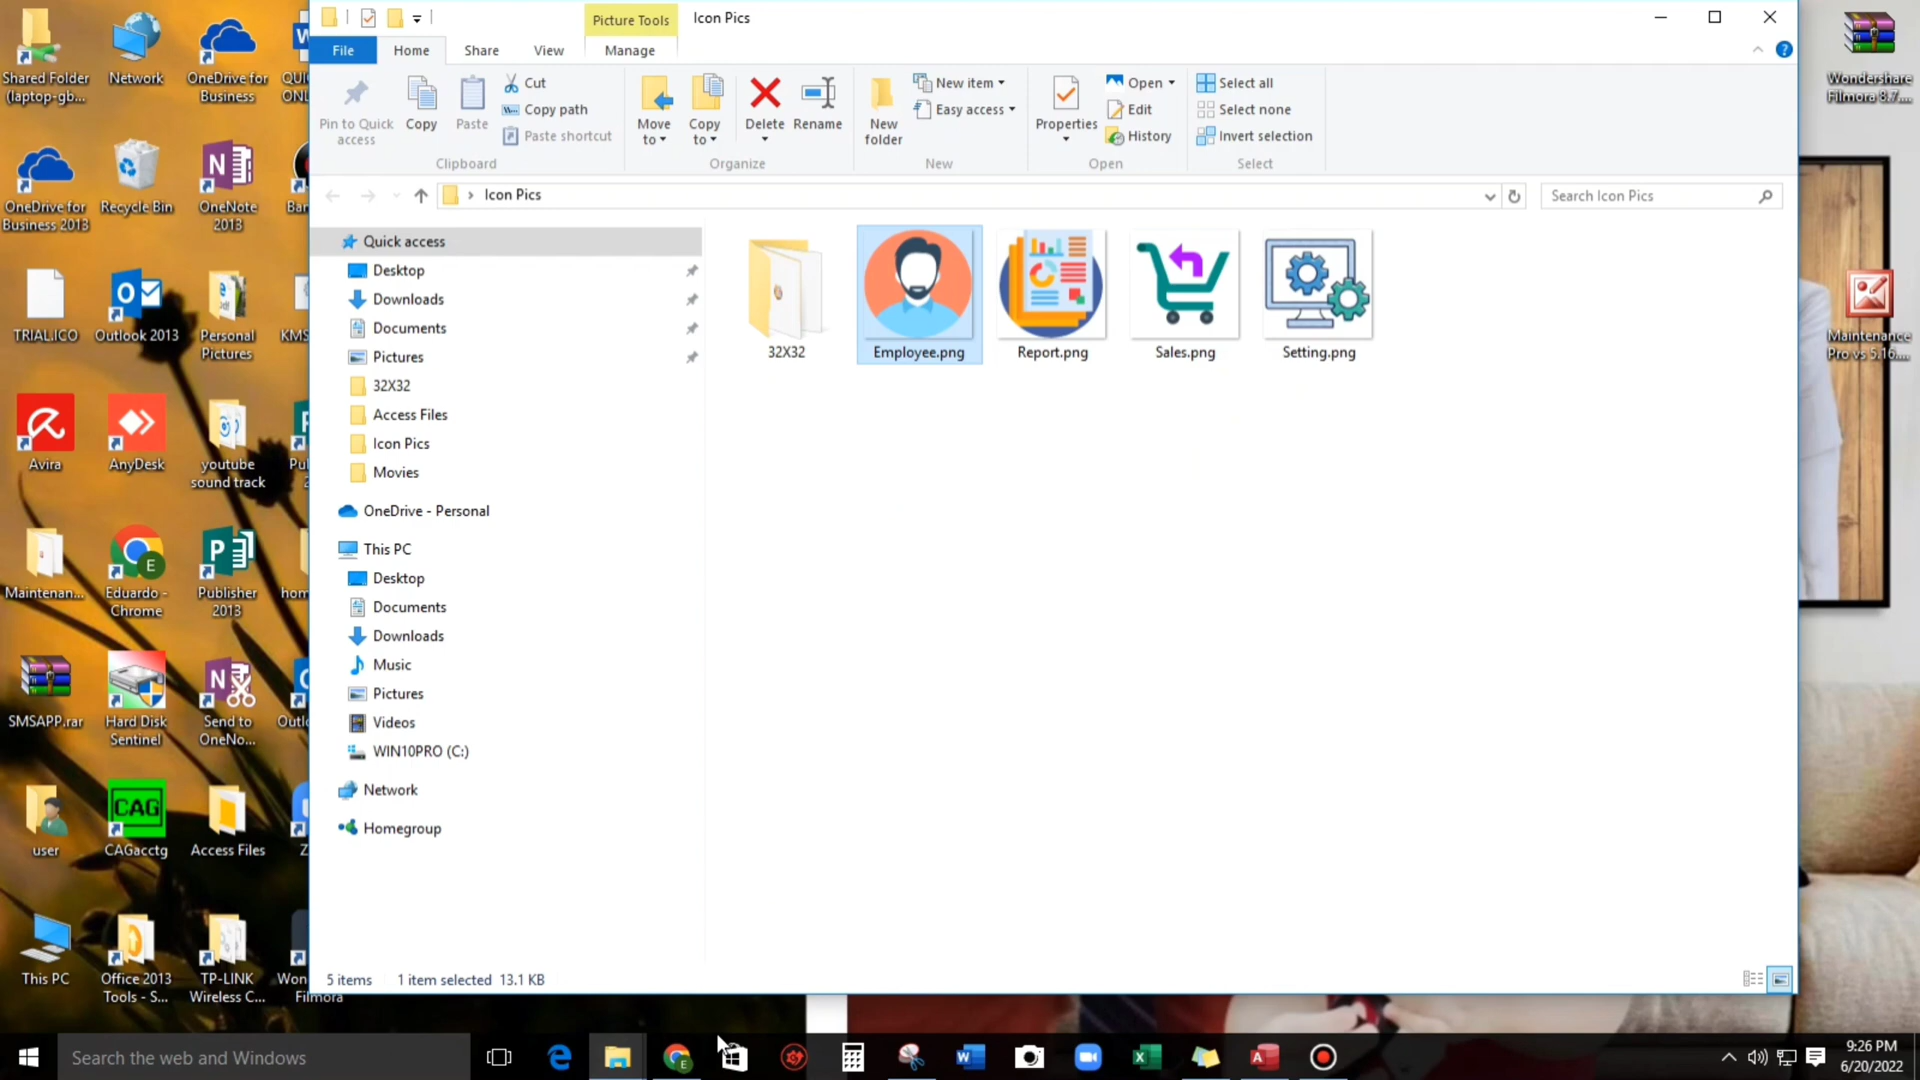 Picture Tools
Icon Pics
File
Home
Share
View
Manage
Pin to Quick access
Copy
Paste
Cut
Copy path
Paste shortcut
Clipboard
Move to
Copy to
Delete
Rename
Organize
New folder
New item
Easy access
New
Properties
Open
Edit
History
Open
Select all
Select none
Invert selection
Select
Icon Pics
Search Icon Pics
Quick access
Desktop
Downloads
Documents
Pictures
32X32
Access Files
Icon Pics
Movies
OneDrive - Personal
This PC
Desktop
Documents
Downloads
Music
Pictures
Videos
WIN10PRO (C:)
Network
Homegroup
32X32
Employee.png
Report.png
Sales.png
Setting.png
5 items
1 item selected 13.1 KB
Shared Folder
(laptop-gb...
Network
OneDrive for
Business
OneDrive for
Business 2013
Recycle Bin
OneNote
2013
TRIAL.ICO
Outlook 2013
Personal
Pictures
Avira
AnyDesk
youtube
sound track
Maintenan...
Eduardo -
Chrome
Publisher
2013
SMSAPP.rar
Hard Disk
Sentinel
Send to
OneNo...
user
CAG
CAGacctg
Access Files
This PC
Office 2013
Tools - S...
TP-LINK
Wireless C...
Filmora
Wondershare
Filmora 8.7....
Maintenance
Pro vs 5.16....
Search the web and Windows
9:26 PM
6/20/2022